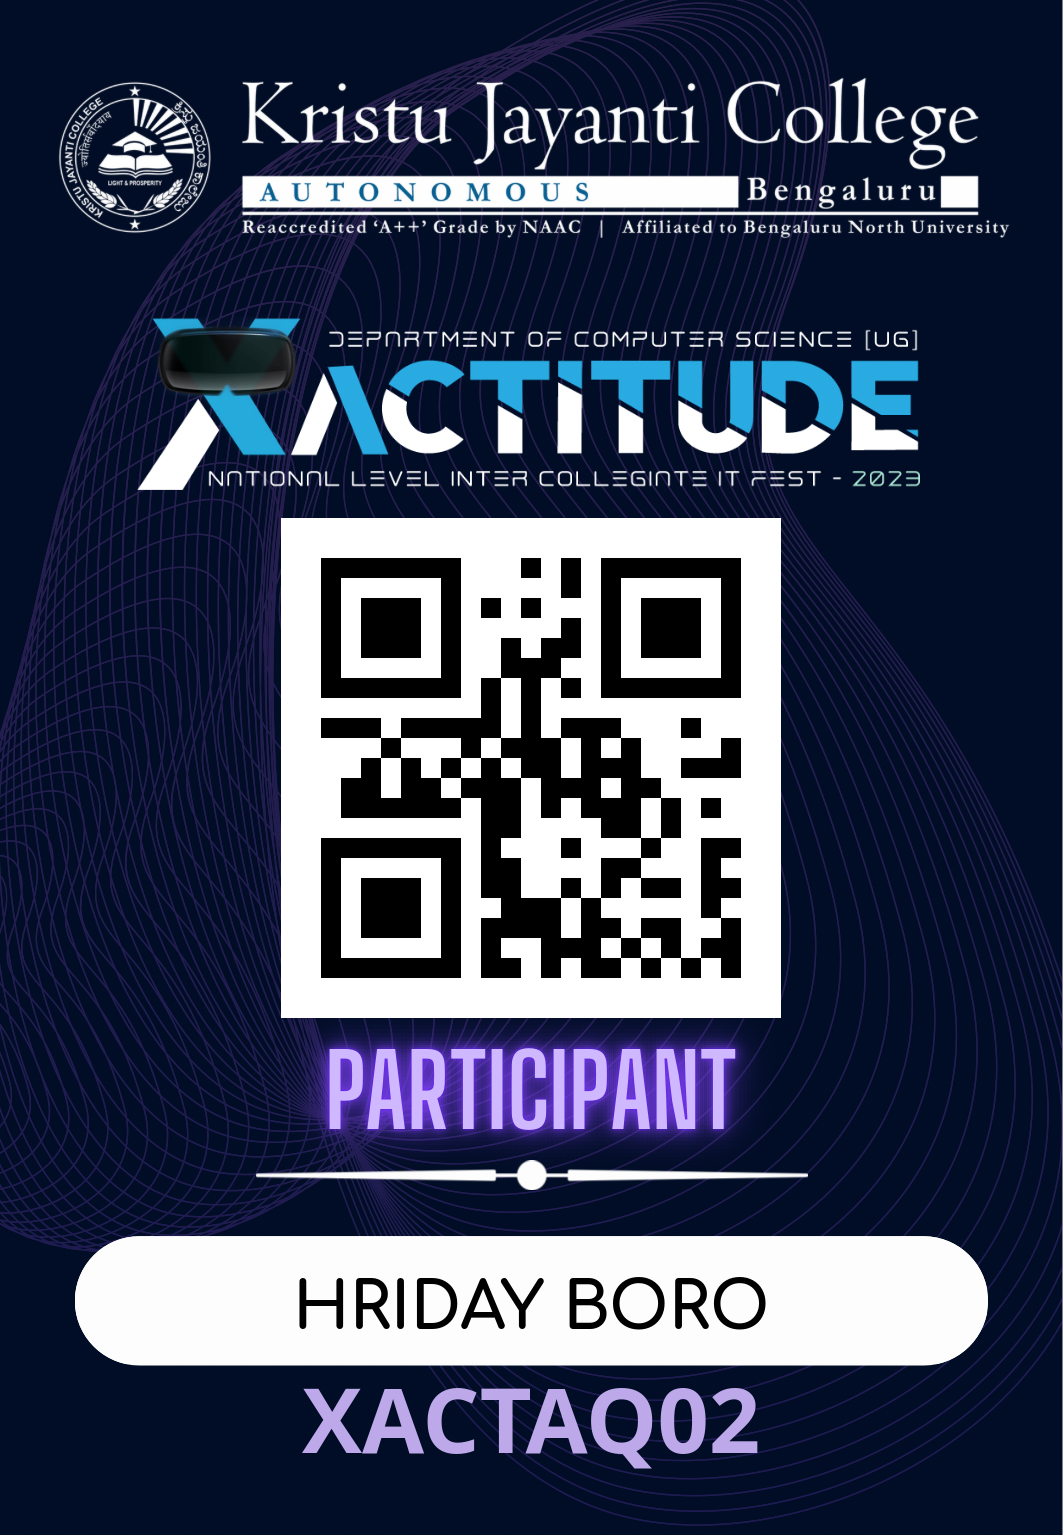 Kristu Jayanti College
AUTONOMOUS Bengaluru
Reaccredited ‘A++’ Grade by NAAC | Affiliated to Bengaluru North University
KRISTU JAYANTI COLLEGE
LIGHT & PROSPERITY
DEPARTMENT OF COMPUTER SCIENCE [UG]
XACTITUDE
NATIONAL LEVEL INTER COLLEGIATE IT FEST - 2023
PARTICIPANT
HRIDAY BORO
XACTAQ02